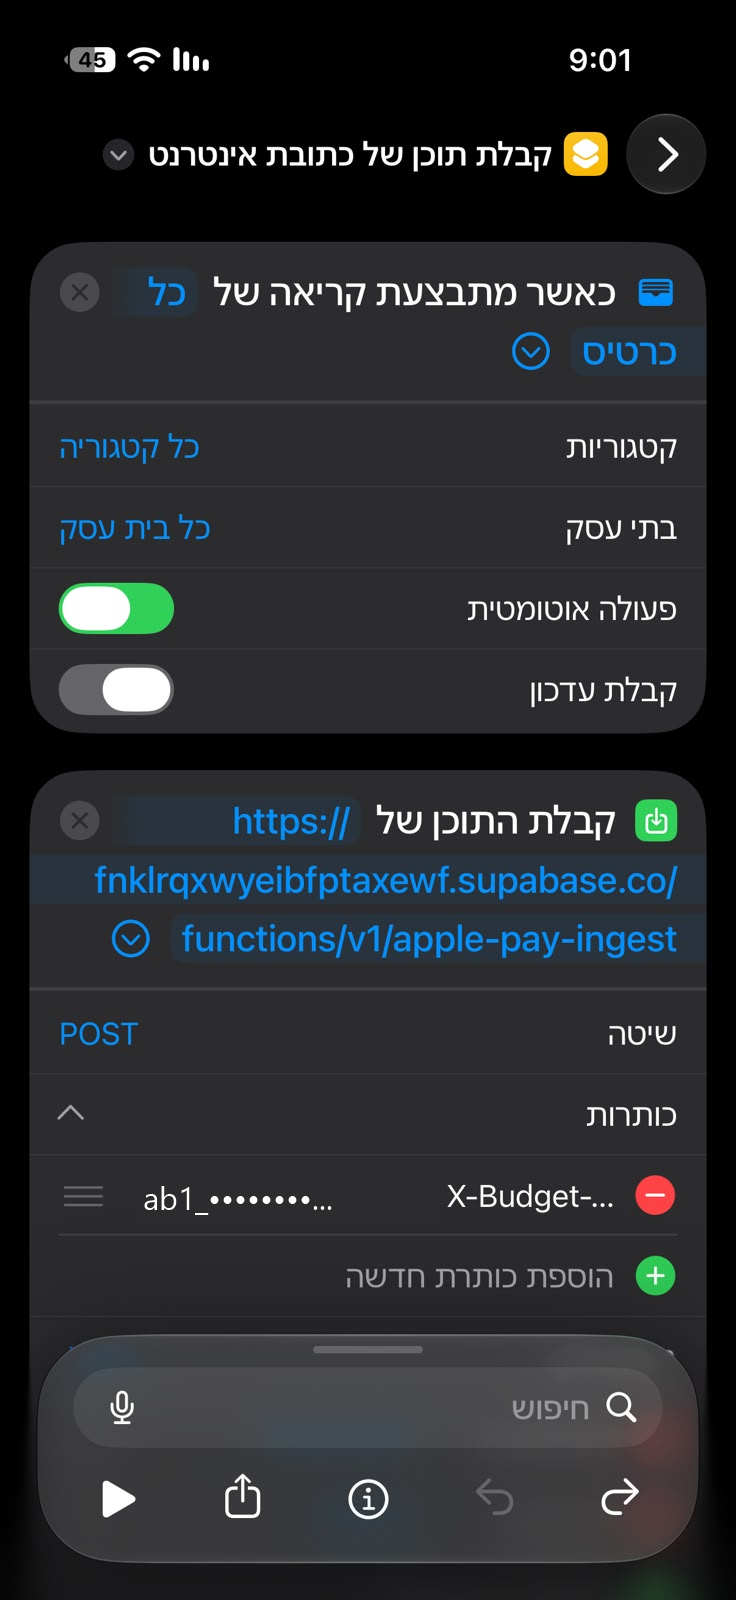 9:01
45
קבלת תוכן של כתובת אינטרנט
כאשר מתבצעת קריאה של כל
כרטיס
קטגוריות כל קטגוריה
בתי עסק כל בית עסק
פעולה אוטומטית
קבלת עדכון
קבלת התוכן של https://
fnklrqxwyeibfptaxewf.supabase.co/
functions/v1/apple-pay-ingest
שיטה POST
כותרות
X-Budget-... ab1_••••••••...
הוספת כותרת חדשה
חיפוש